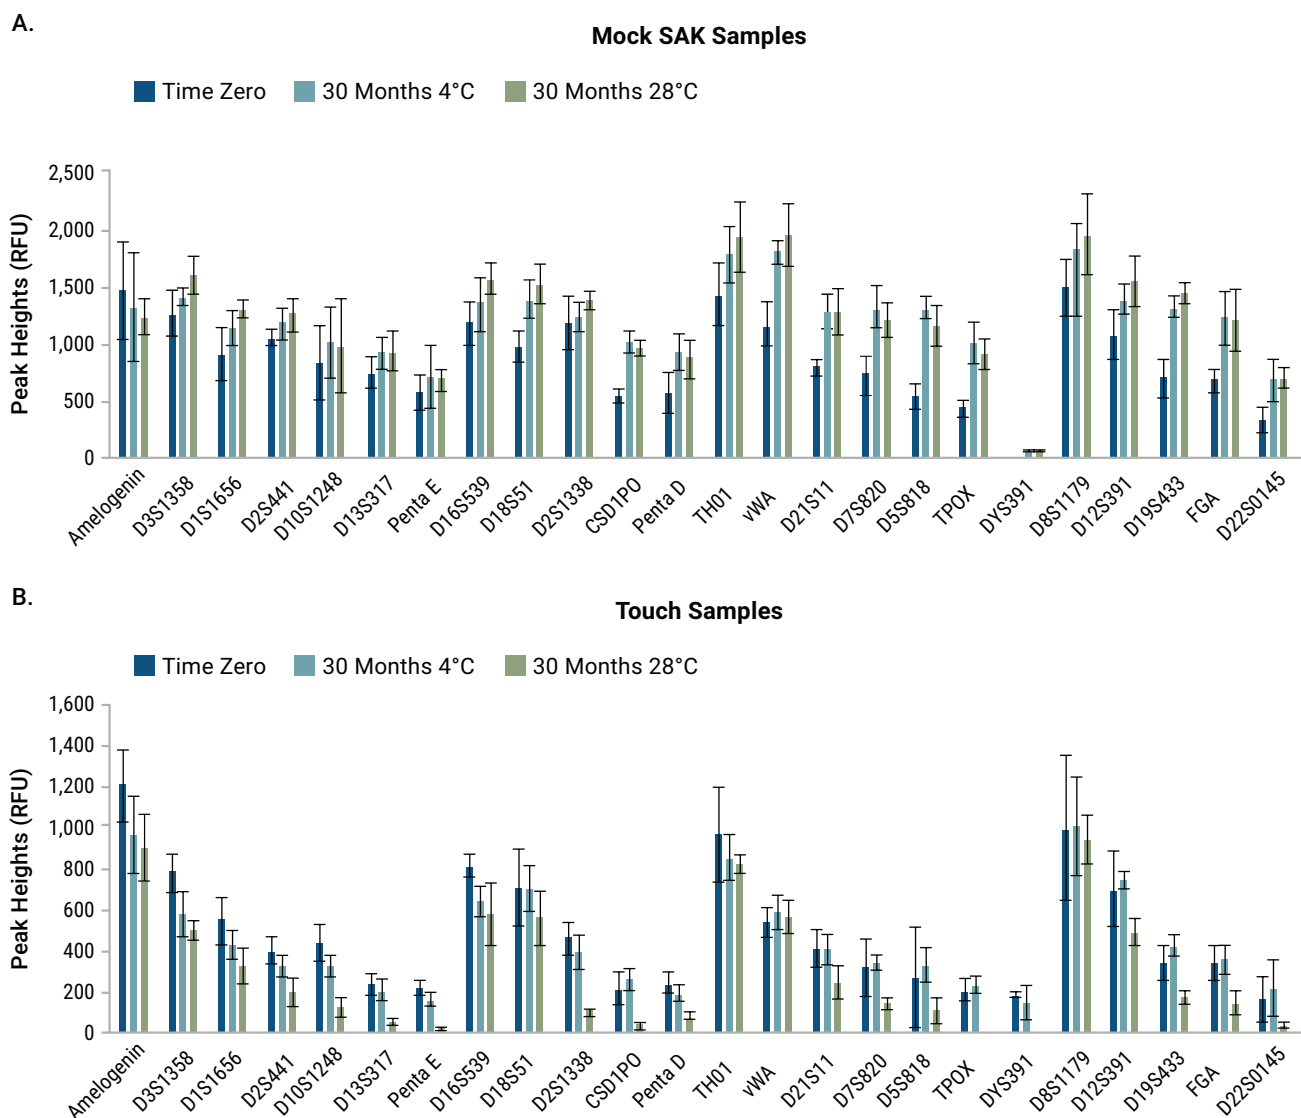 A.
Mock SAK Samples
Time Zero 30 Months 4°C 30 Months 28°C
Peak Heights (RFU)
2,500
2,000
1,500
1,000
500
0
Amelogenin D3S1358 D1S1656 D2S441 D10S1248 D13S317 Penta E D16S539 D18S51 D2S1338 CSD1PO Penta D TH01 vWA D21S11 D7S820 D5S818 TPOX DYS391 D8S1179 D12S391 D19S433 FGA D22S0145
B.
Touch Samples
Time Zero 30 Months 4°C 30 Months 28°C
Peak Heights (RFU)
1,600
1,400
1,200
1,000
800
600
400
200
0
Amelogenin D3S1358 D1S1656 D2S441 D10S1248 D13S317 Penta E D16S539 D18S51 D2S1338 CSD1PO Penta D TH01 vWA D21S11 D7S820 D5S818 TPOX DYS391 D8S1179 D12S391 D19S433 FGA D22S0145